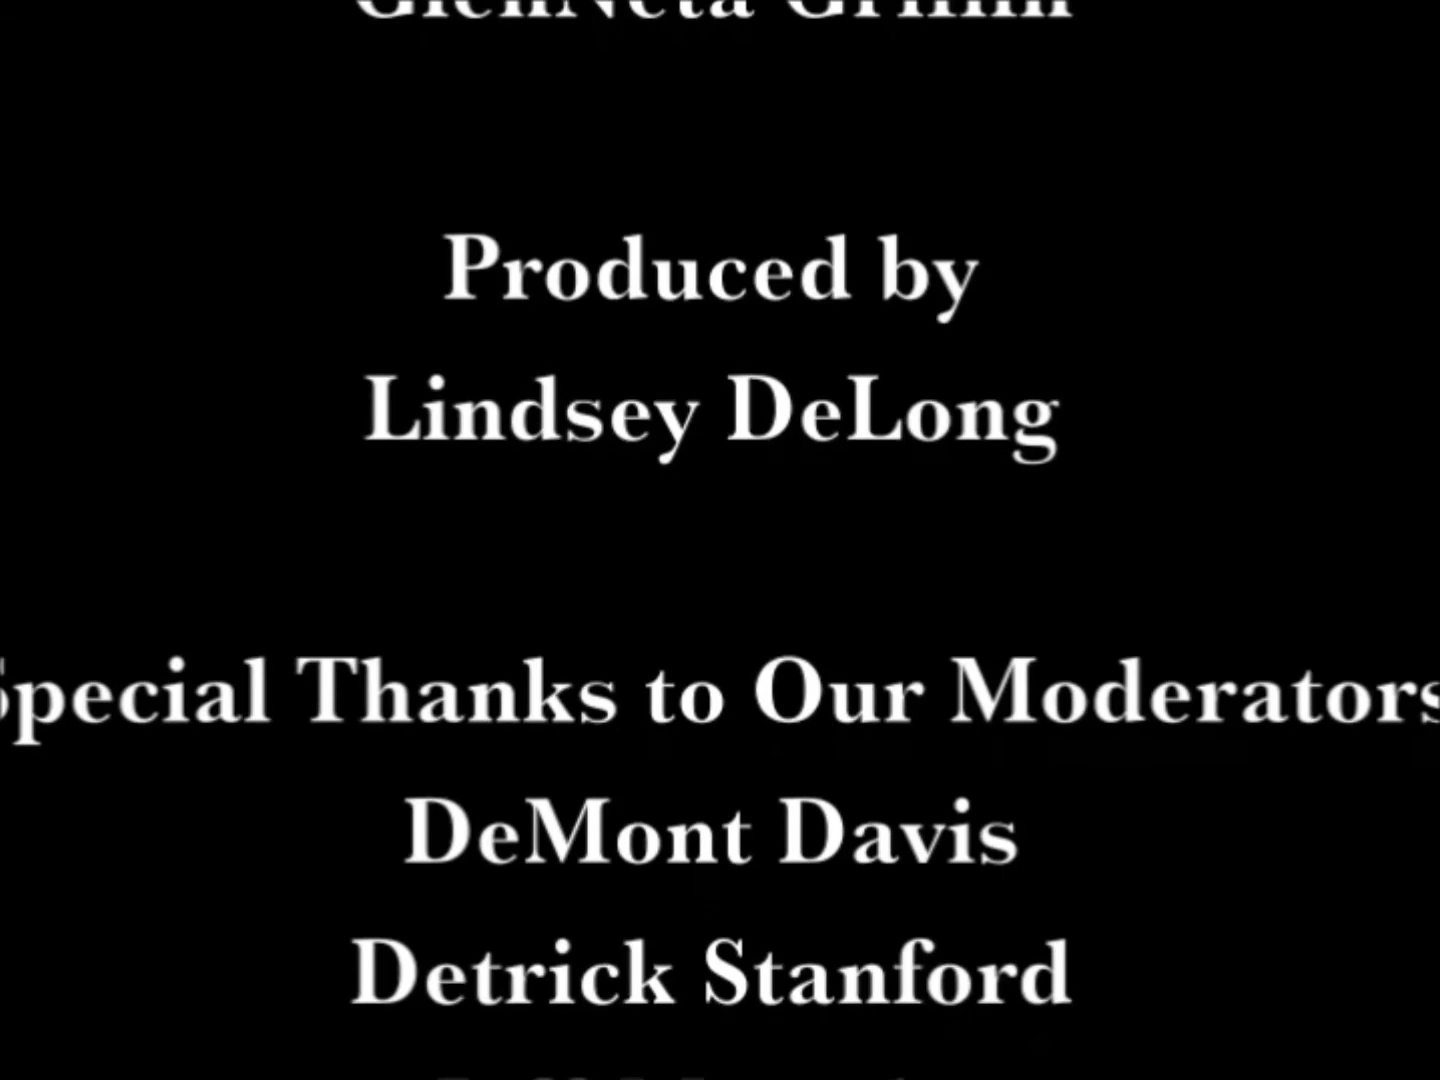 Produced by
Lindsey DeLong
Special Thanks to Our Moderators
DeMont Davis
Detrick Stanford